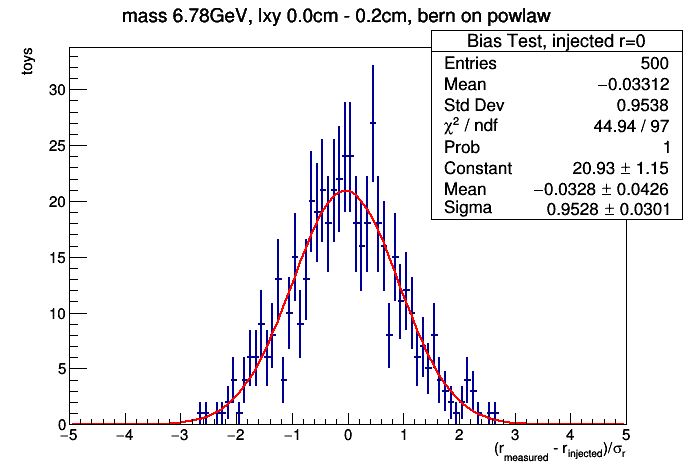 mass 6.78GeV, lxy 0.0cm - 0.2cm, bern on powlaw
toys
Bias Test, injected r=0
Entries 500
Mean −0.03312
Std Dev 0.9538
χ² / ndf 44.94 / 97
Prob 1
Constant 20.93 ± 1.15
Mean −0.0328 ± 0.0426
Sigma 0.9528 ± 0.0301
30
25
20
15
10
5
0
−5 −4 −3 −2 −1 0 1 2 3 4 5
(r_measured - r_injected)/σ_r